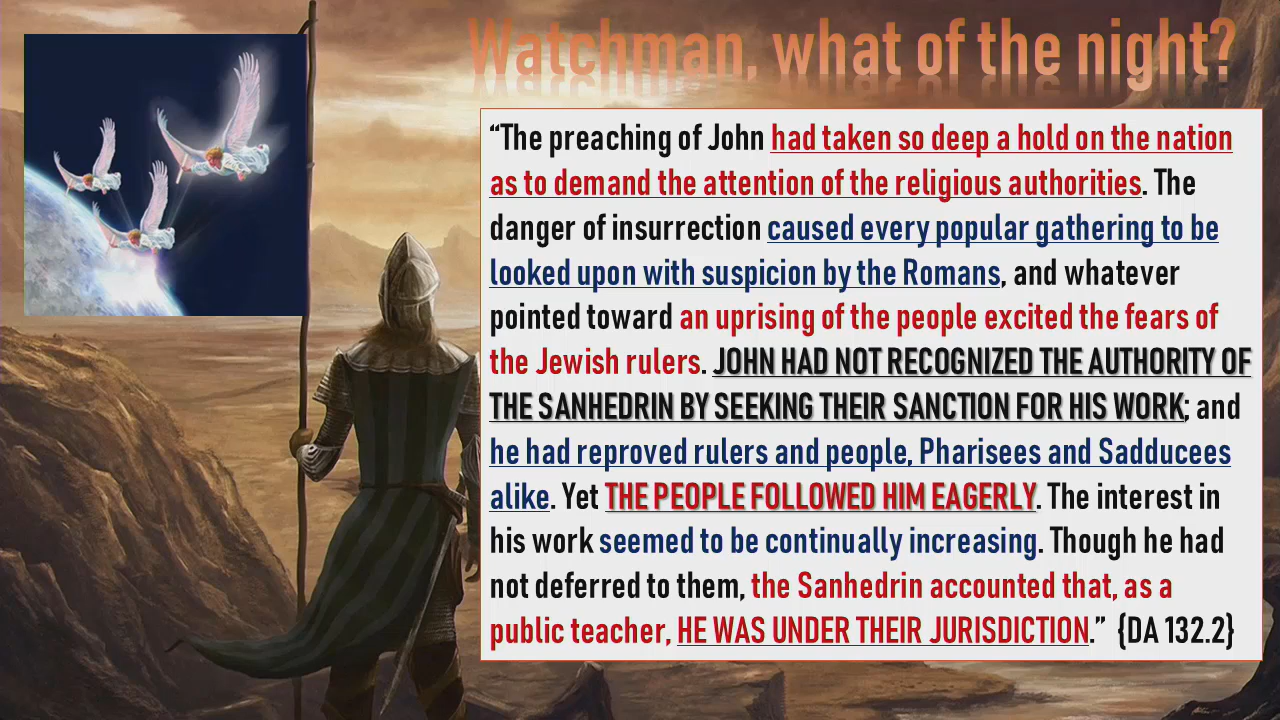 Watchman, what of the night?
“The preaching of John had taken so deep a hold on the nation
as to demand the attention of the religious authorities. The
danger of insurrection caused every popular gathering to be
looked upon with suspicion by the Romans, and whatever
pointed toward an uprising of the people excited the fears of
the Jewish rulers. JOHN HAD NOT RECOGNIZED THE AUTHORITY OF
THE SANHEDRIN BY SEEKING THEIR SANCTION FOR HIS WORK; and
he had reproved rulers and people, Pharisees and Sadducees
alike. Yet THE PEOPLE FOLLOWED HIM EAGERLY. The interest in
his work seemed to be continually increasing. Though he had
not deferred to them, the Sanhedrin accounted that, as a
public teacher, HE WAS UNDER THEIR JURISDICTION.” {DA 132.2}